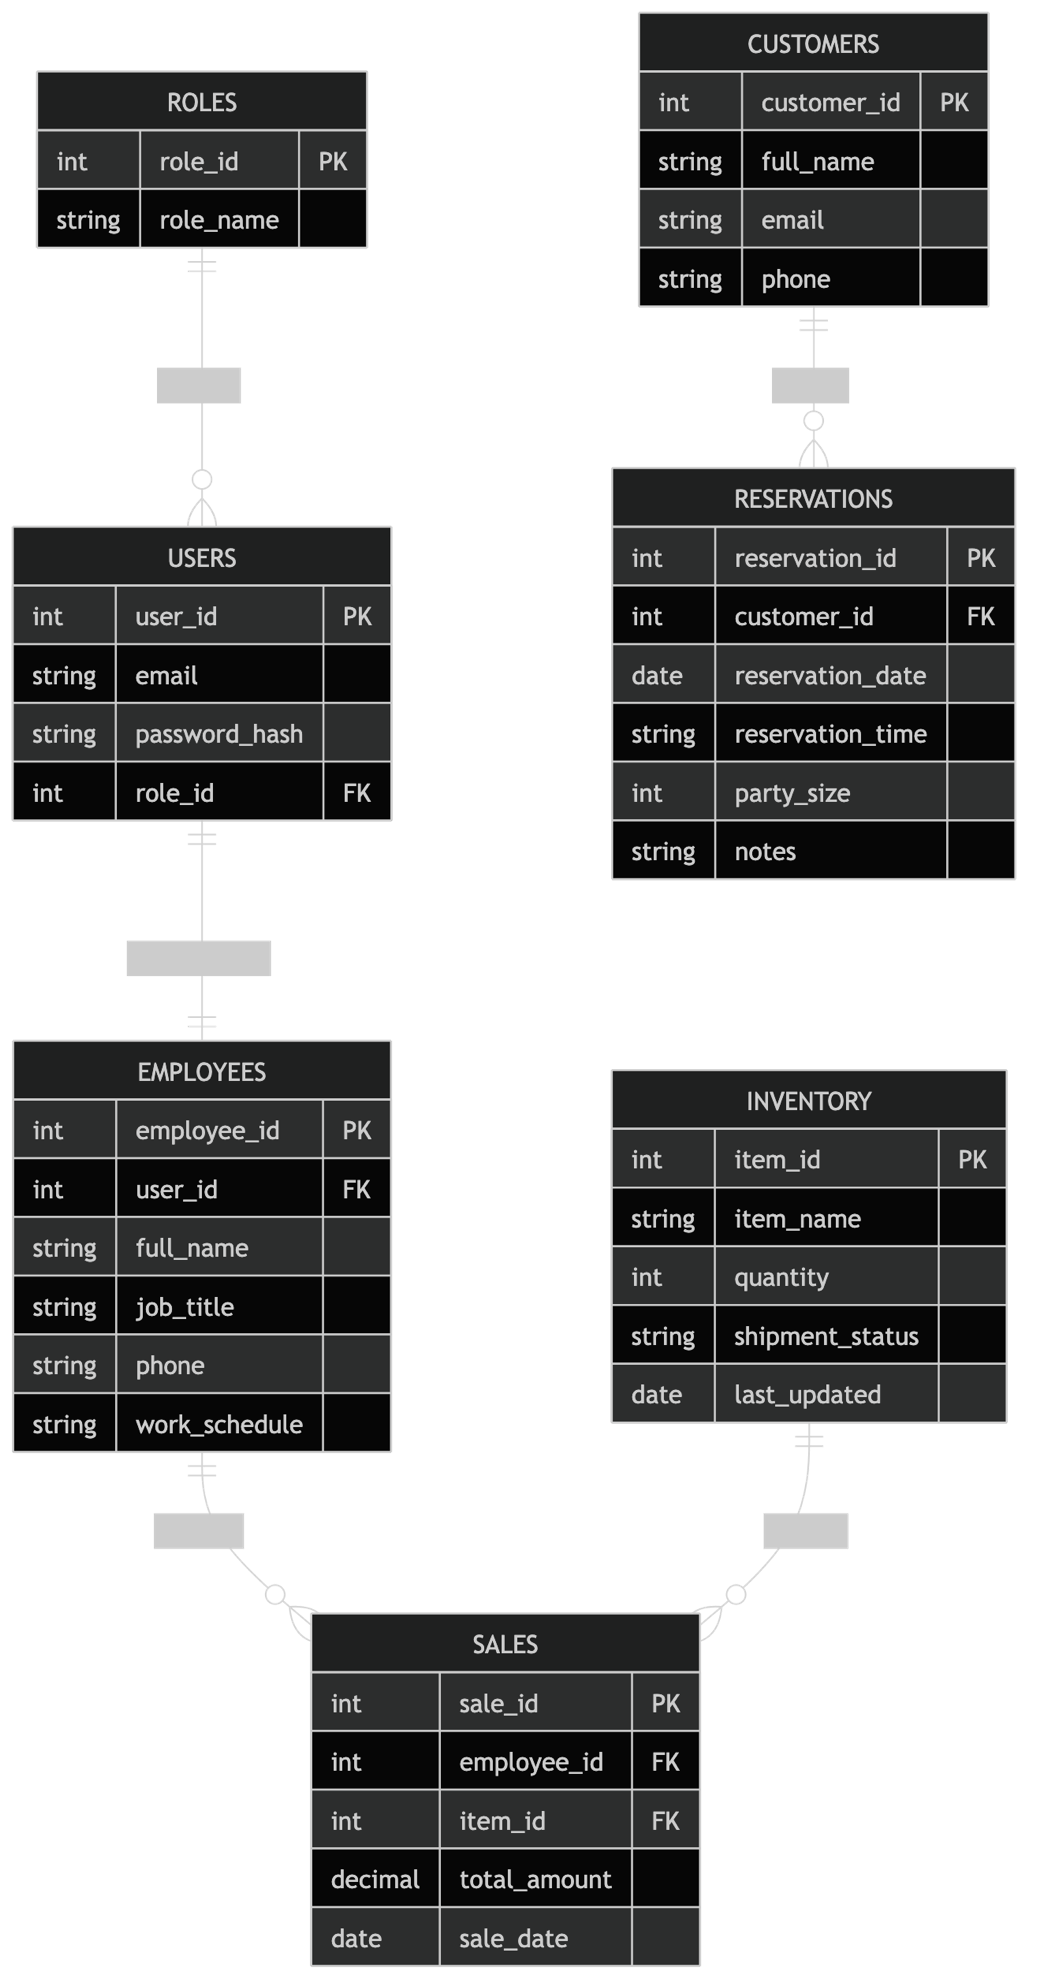 ROLES
int role_id PK
string role_name
CUSTOMERS
int customer_id PK
string full_name
string email
string phone
USERS
int user_id PK
string email
string password_hash
int role_id FK
RESERVATIONS
int reservation_id PK
int customer_id FK
date reservation_date
string reservation_time
int party_size
string notes
EMPLOYEES
int employee_id PK
int user_id FK
string full_name
string job_title
string phone
string work_schedule
INVENTORY
int item_id PK
string item_name
int quantity
string shipment_status
date last_updated
SALES
int sale_id PK
int employee_id FK
int item_id FK
decimal total_amount
date sale_date